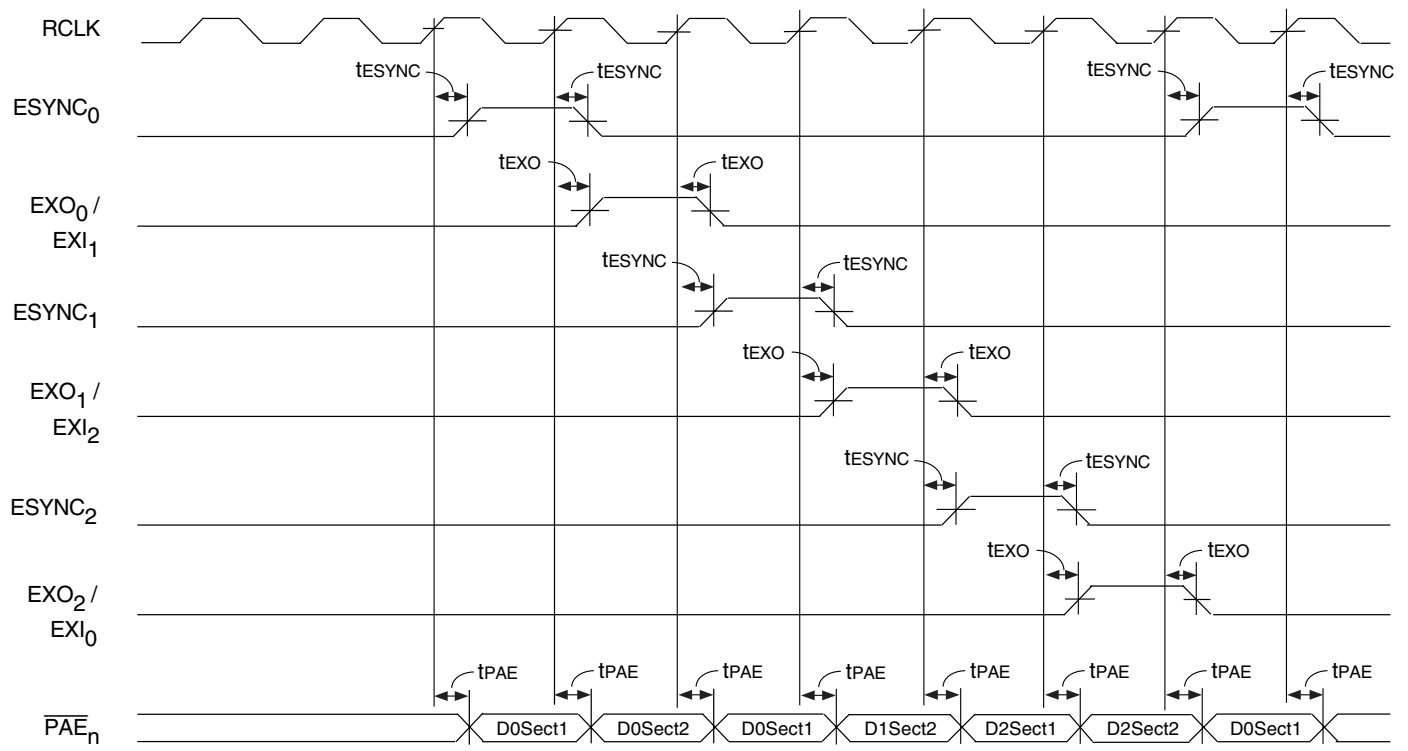 RCLK
tESYNC tESYNC tESYNC tESYNC
ESYNC0
tEXO tEXO
EXO0 /
EXI1
tESYNC tESYNC
ESYNC1
tEXO tEXO
EXO1 /
EXI2
tESYNC tESYNC
ESYNC2
tEXO tEXO
EXO2 /
EXI0
tPAE tPAE tPAE tPAE tPAE tPAE tPAE tPAE
PAEn D0Sect1 D0Sect2 D0Sect1 D1Sect2 D2Sect1 D2Sect2 D0Sect1